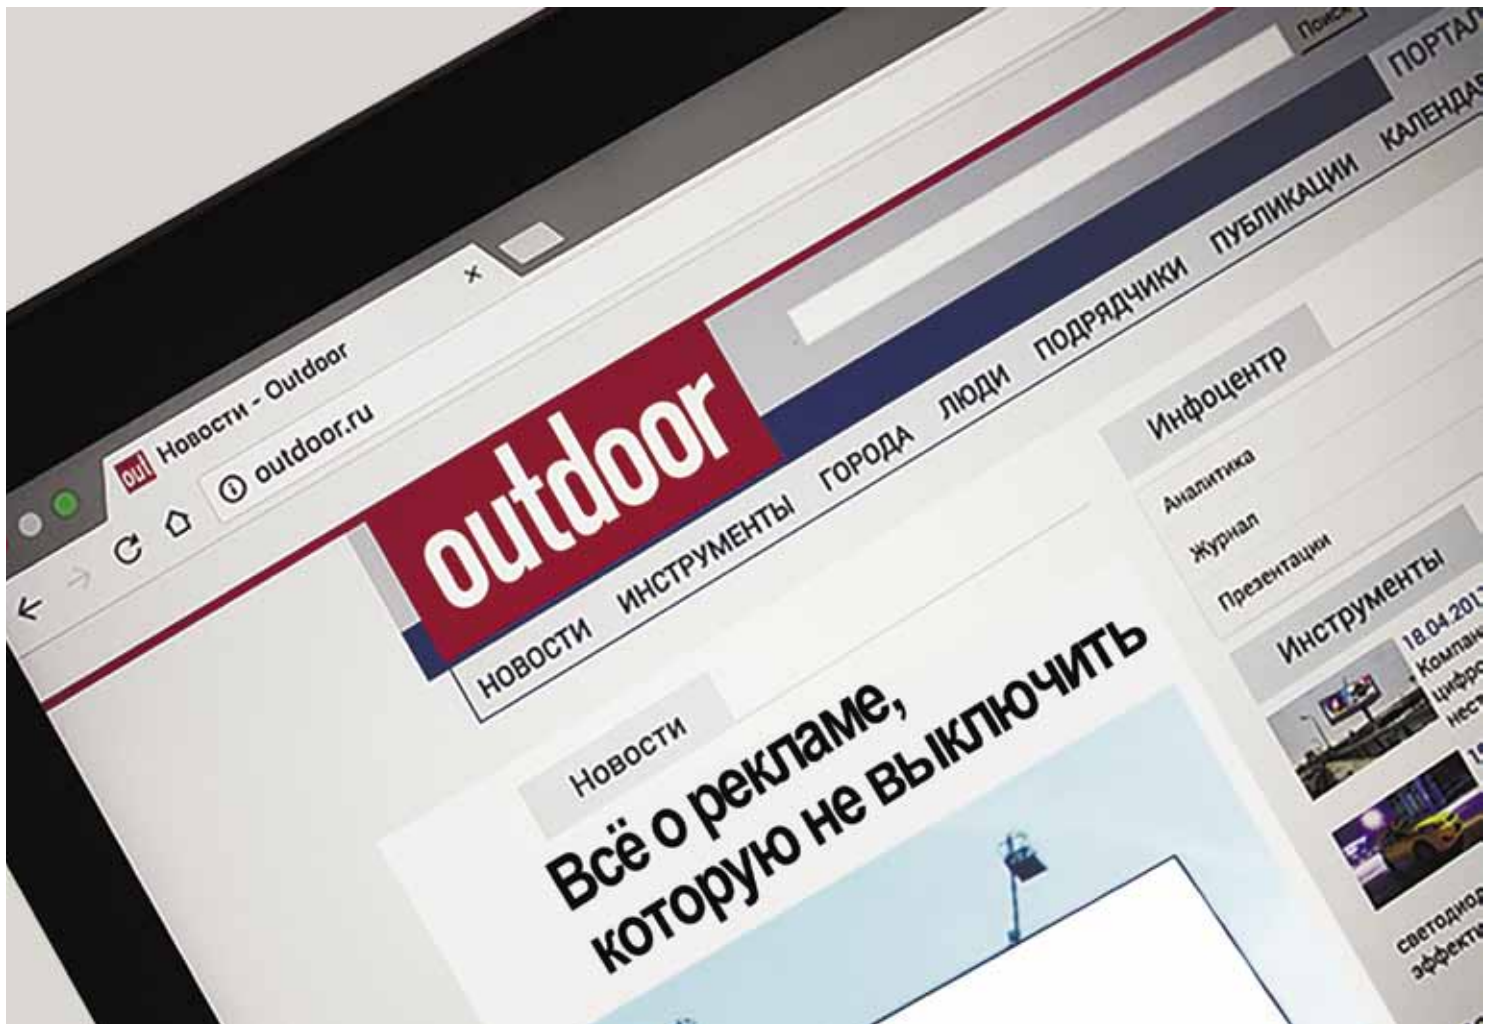 Новости - Outdoor
outdoor.ru
out
Поиск
outdoor
НОВОСТИ ИНСТРУМЕНТЫ ГОРОДА ЛЮДИ ПОДРЯДЧИКИ ПУБЛИКАЦИИ
Инфоцентр
Аналитика
Журнал
Презентации
Инструменты
Новости
Всё о рекламе,
которую не выключить